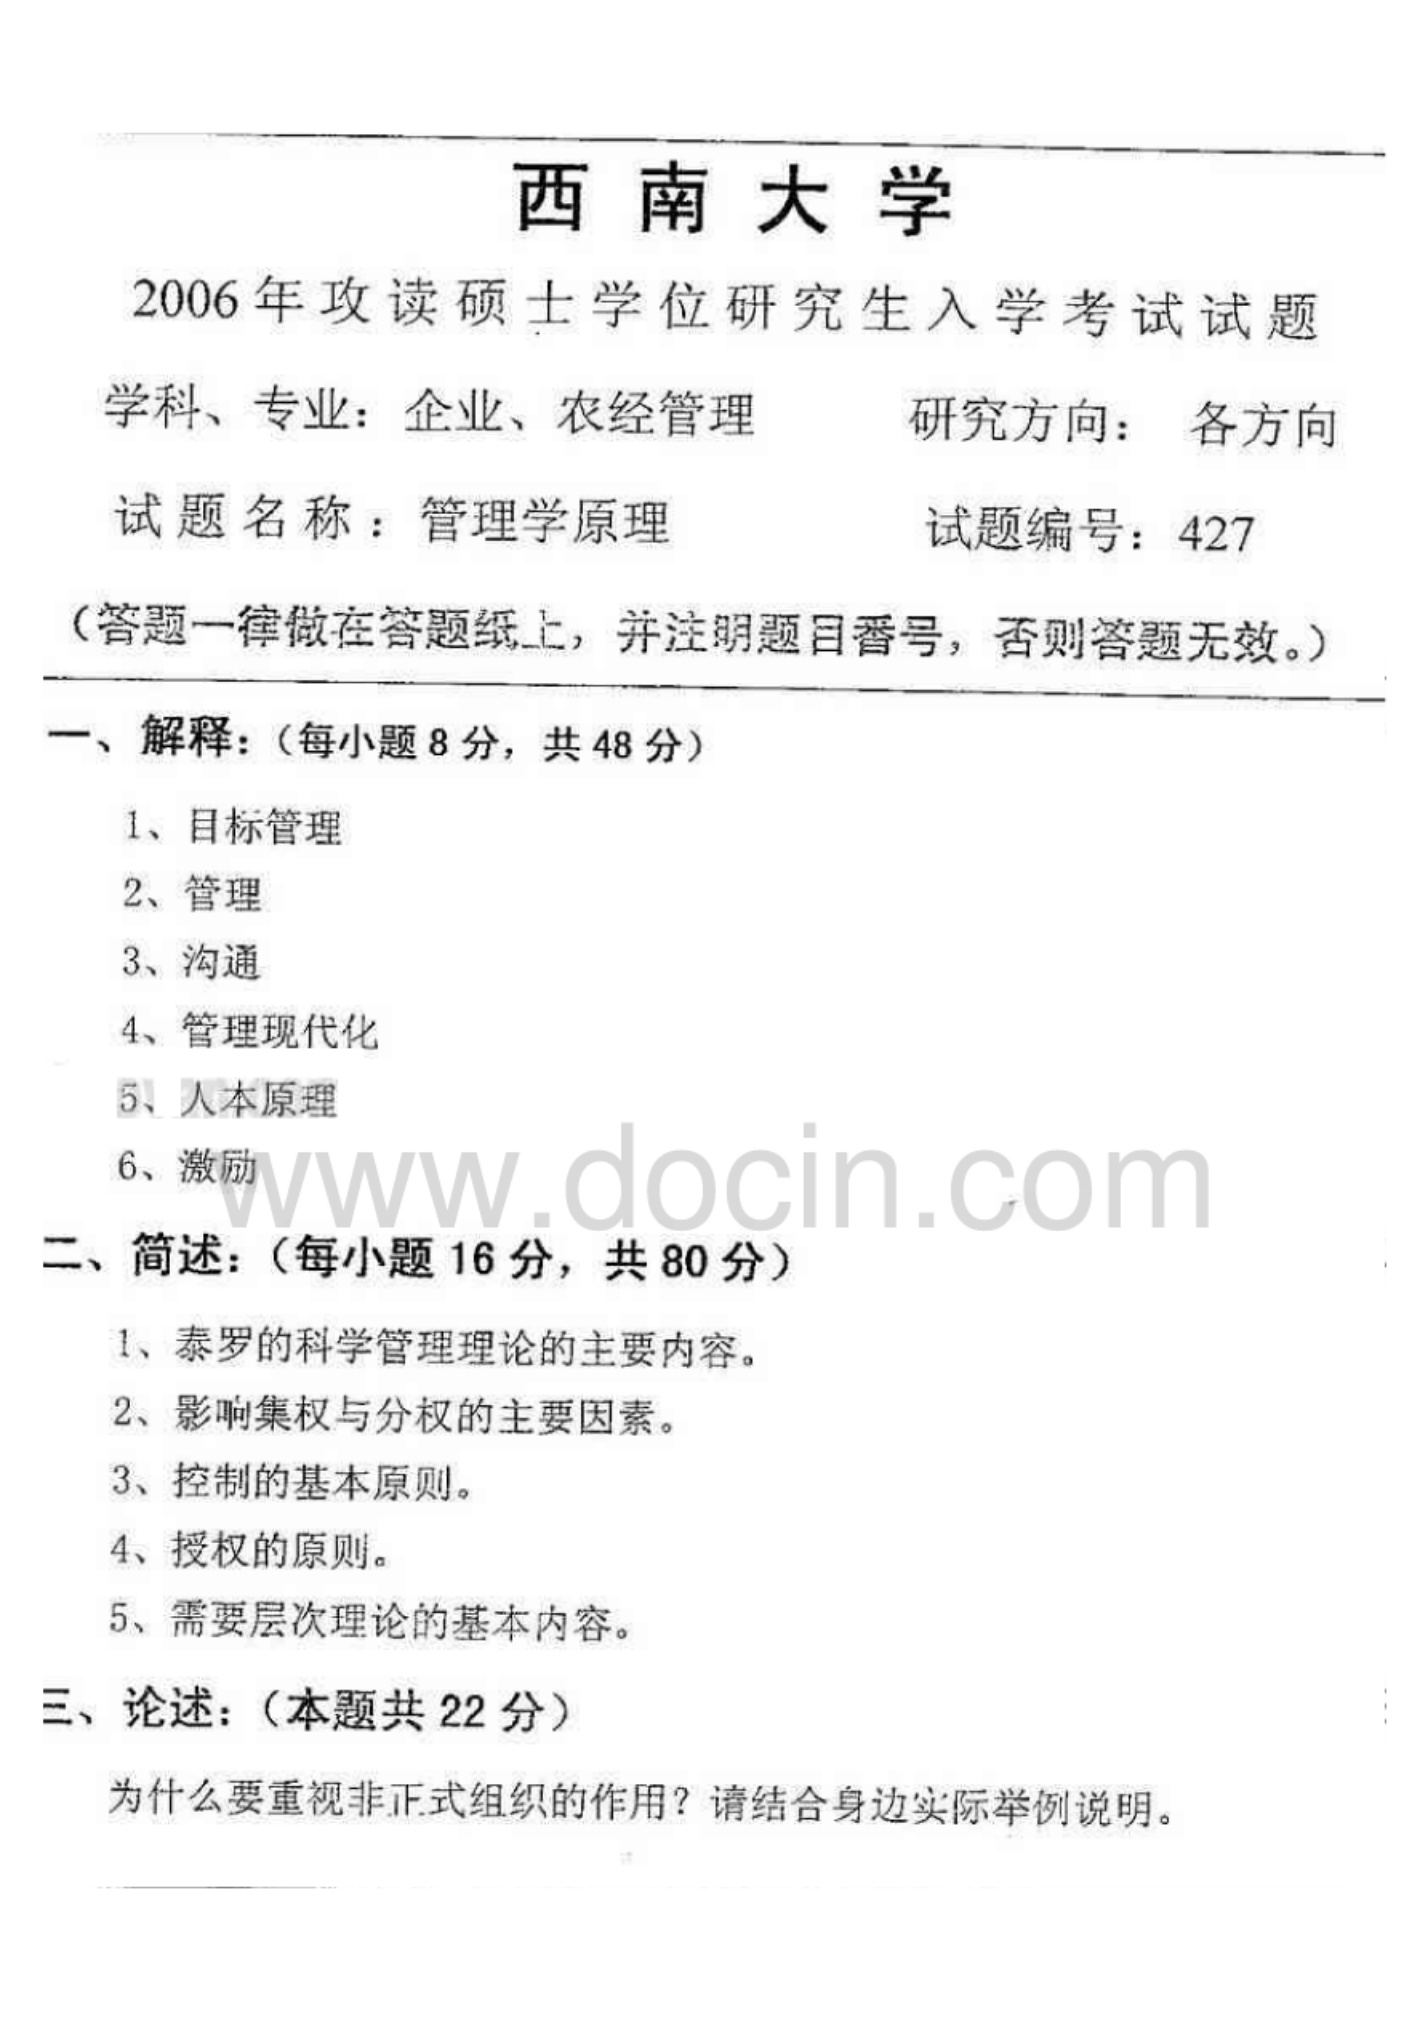 西南大学
2006年攻读硕士学位研究生入学考试试题
学科、专业：企业、农经管理 研究方向： 各方向
试题名称：管理学原理 试题编号：427
（答题一律做在答题纸上，并注明题目番号，否则答题无效。）
一、解释：（每小题8分，共48分）
1、目标管理
2、管理
3、沟通
4、管理现代化
5、人本原理
6、激励
www.docin.com
二、简述：（每小题16分，共80分）
1、泰罗的科学管理理论的主要内容。
2、影响集权与分权的主要因素。
3、控制的基本原则。
4、授权的原则。
5、需要层次理论的基本内容。
三、论述：（本题共22分）
为什么要重视非正式组织的作用？请结合身边实际举例说明。